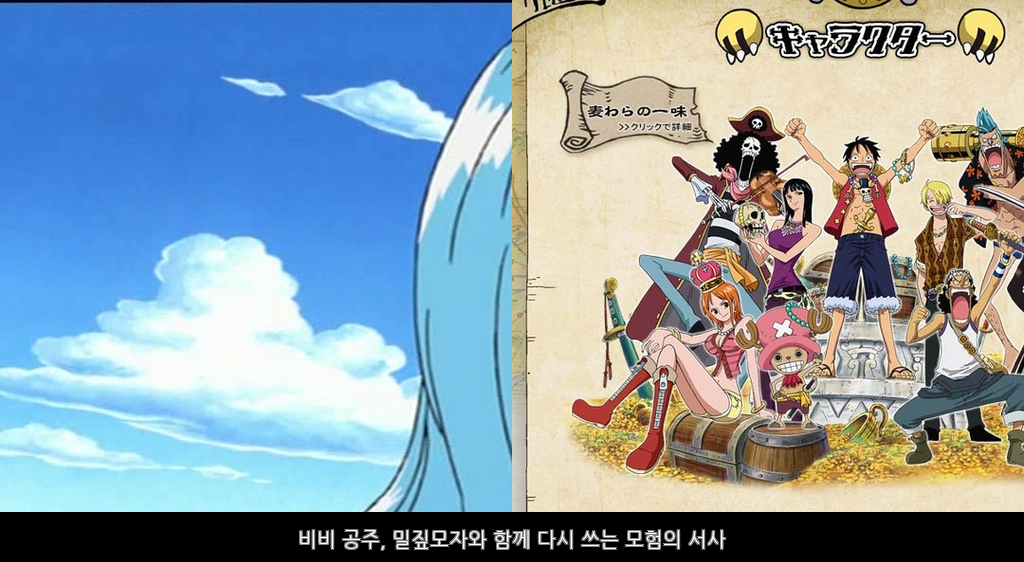 キャラクター
麦わらの一味
>>クリックで詳細
비비 공주, 밀짚모자와 함께 다시 쓰는 모험의 서사